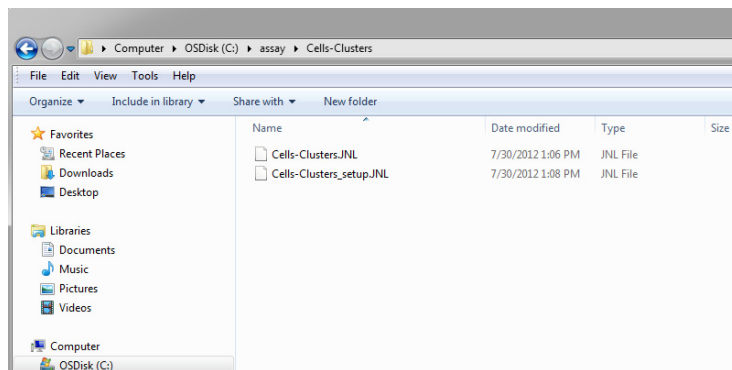 Computer OSDisk (C:) assay Cells-Clusters
File Edit View Tools Help
Organize Include in library Share with New folder
Favorites
Recent Places
Downloads
Desktop
Libraries
Documents
Music
Pictures
Videos
Computer
OSDisk (C:)
Name Date modified Type Size
Cells-Clusters.JNL 7/30/2012 1:06 PM JNL File
Cells-Clusters_setup.JNL 7/30/2012 1:08 PM JNL File